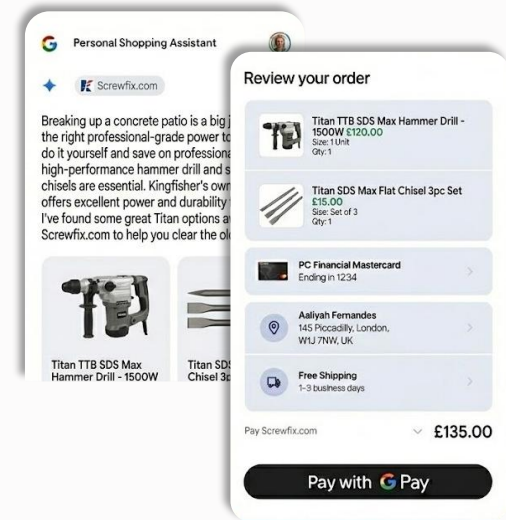 Personal Shopping Assistant
Screwfix.com
Breaking up a concrete patio is a big
the right professional-grade power
do it yourself and save on
high-performance hammer drill and
chisels are essential. Kingfisher's own
offers excellent power and durability
I've found some great Titan options
Screwfix.com to help you clear the
Titan TTB SDS Max
Hammer Drill - 1500W
Titan
Chisel
Review your order
Titan TTB SDS Max Hammer Drill -
1500W £120.00
Size: 1 Unit
Qty: 1
Titan SDS Max Flat Chisel 3pc Set
£15.00
Sise: Set of 3
Qty: 1
PC Financial Mastercard
Ending in 1234
Aaliyah Fernandes
145 Piccadilly, London,
W1J 7NW, UK
Free Shipping
1-3 business days
Pay Screwfix.com
£135.00
Pay with G Pay